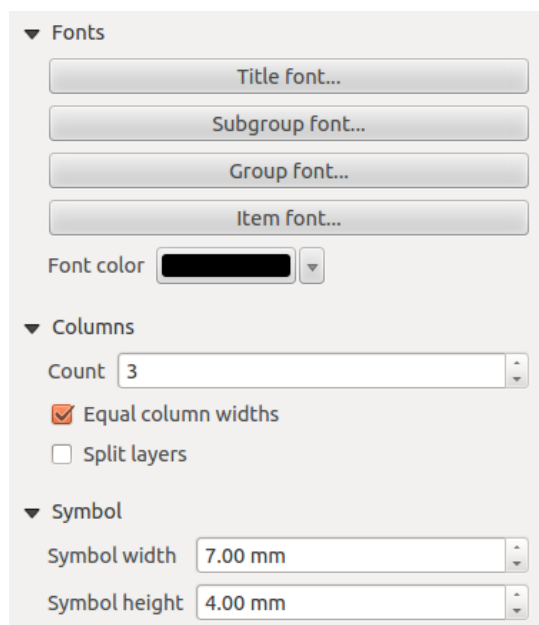 Fonts
Title font...
Subgroup font...
Group font...
Item font...
Font color
Columns
Count 3
Equal column widths
Split layers
Symbol
Symbol width 7.00 mm
Symbol height 4.00 mm